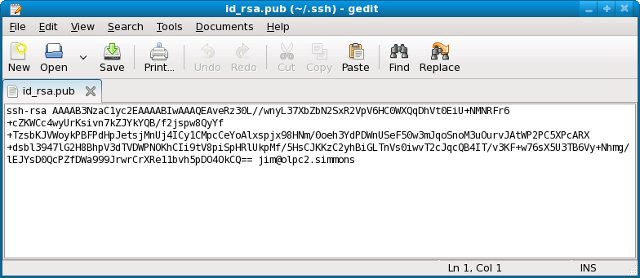 id_rsa.pub (~/.ssh) - gedit
File Edit View Search Tools Documents Help
New Open Save Print... Undo Redo Cut Copy Paste Find Replace
id_rsa.pub
ssh-rsa AAAAB3NzaC1yc2EAAAABIwAAAQEAveRz30L//wnyL37XbZbN2SxR2VpV6HC0WXQqDhVt0EiU+NMNRFr6
+cZKWCc4wyUrKsivn7kZJYkYQB/f2jspw8QyYf
+TzsbKJVWoykPBFPdHpJetsjMnUj4ICy1CMpcCeYoAlxspjx98HNm/0oeh3YdPDWnUSeF50w3mJqoSnoM3uOurvJAtWP2PC5XPcARX
+dsbl3947lG2H8BhpV3dTVDWPNOKhCIi9tV8piSpHRlUkpMf/5HsCJKKzC2yhBiGLTnVs0iwvT2cJqcQB4IT/v3KF+w76sX5U3TB6Vy+Nhmg/
lEJYsD0QcPZfDWa999JrwrCrXRe11bvh5pDO4OkCQ== jim@olpc2.simmons
Ln 1, Col 1 INS